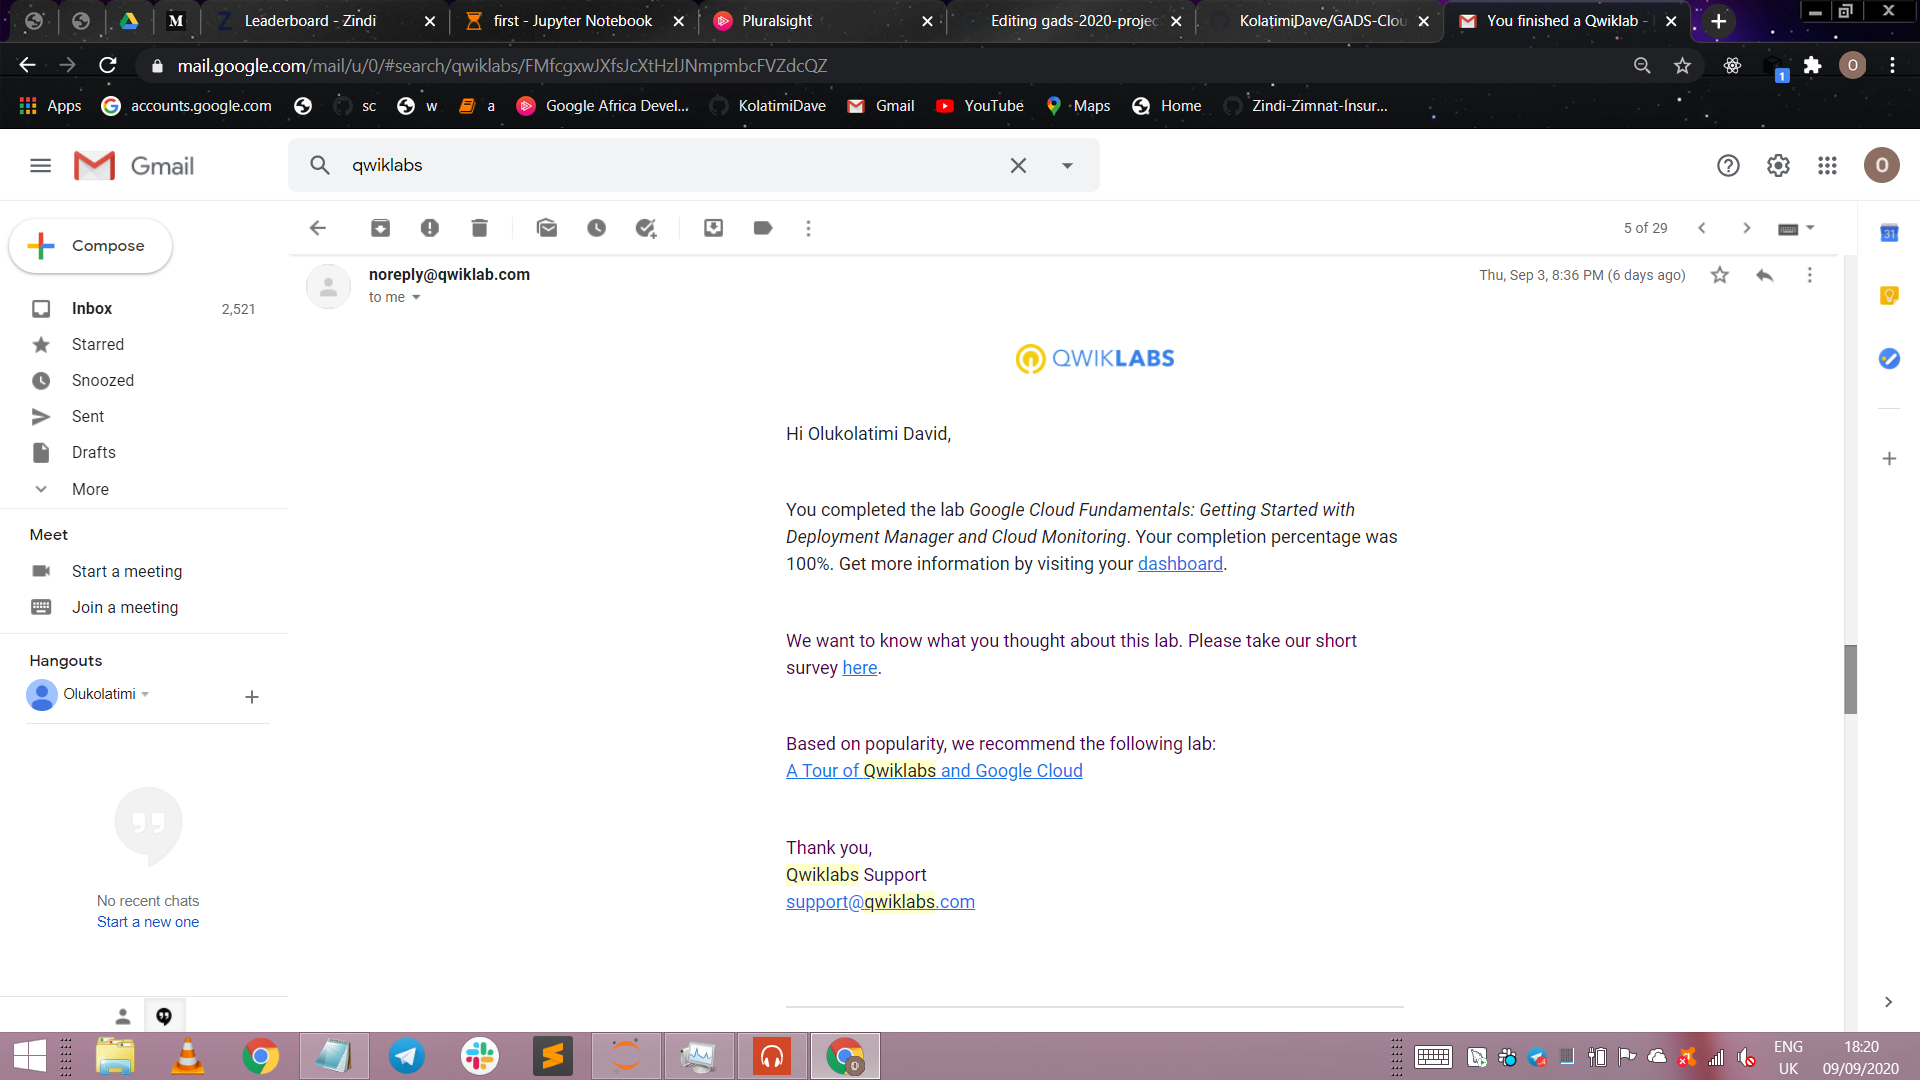 Leaderboard - Zindi
first - Jupyter Notebook
Pluralsight
Editing gads-2020-projec
KolatimiDave/GADS-Clou
You finished a Qwiklab -
mail.google.com/mail/u/0/#search/qwiklabs/FMfcgxwJXfsJcXtHzlJNmpmbcFVZdcQZ
O
1
Apps
accounts.google.com
sc
w
a
Google Africa Devel...
KolatimiDave
Gmail
YouTube
Maps
Home
Zindi-Zimnat-Insur...
Gmail
qwiklabs
O
Compose
5 of 29
31
noreply@qwiklab.com
Thu, Sep 3, 8:36 PM (6 days ago)
to me
Inbox 2,521
Starred
Snoozed
Sent
Drafts
More
Meet
Start a meeting
Join a meeting
Hangouts
Olukolatimi
No recent chats
Start a new one
QWIKLABS
Hi Olukolatimi David,
You completed the lab Google Cloud Fundamentals: Getting Started with
Deployment Manager and Cloud Monitoring. Your completion percentage was
100%. Get more information by visiting your dashboard.
We want to know what you thought about this lab. Please take our short
survey here.
Based on popularity, we recommend the following lab:
A Tour of Qwiklabs and Google Cloud
Thank you,
Qwiklabs Support
support@qwiklabs.com
ENG
UK
18:20
09/09/2020